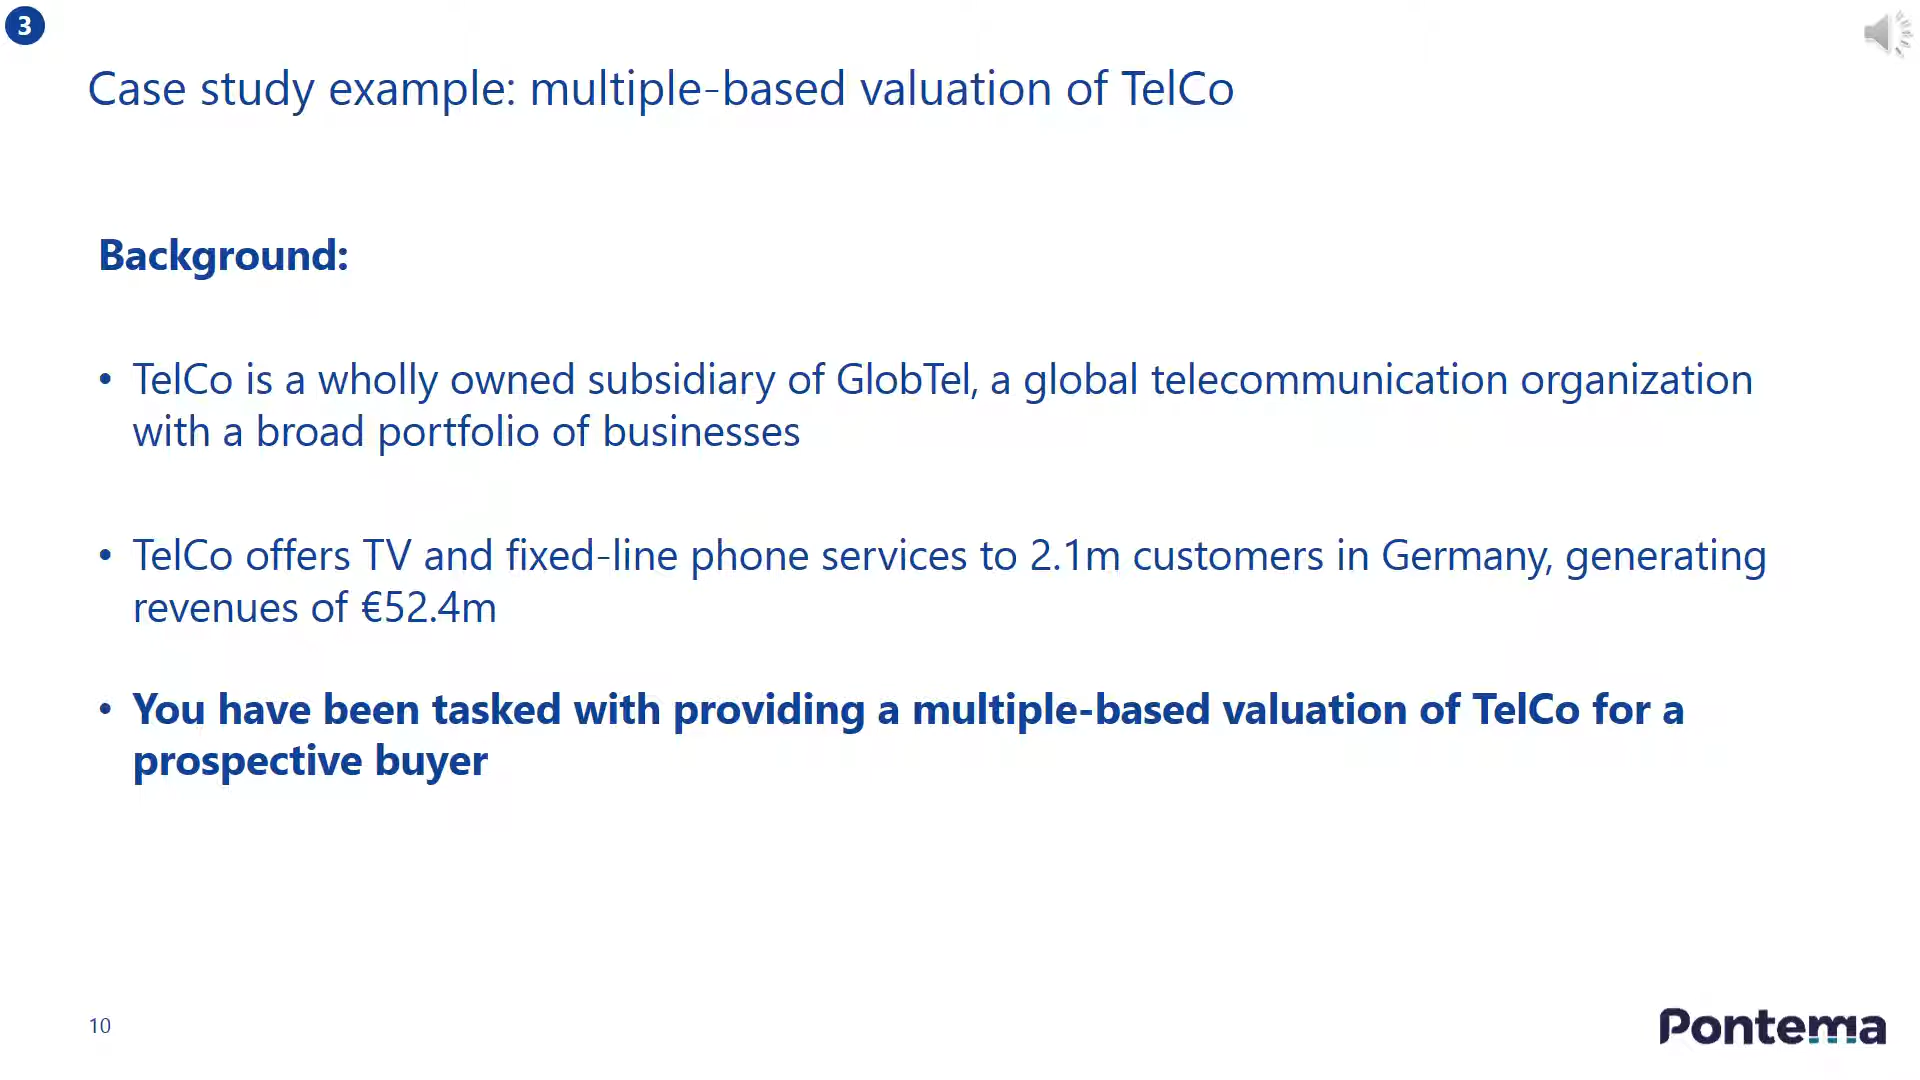 3
Case study example: multiple-based valuation of TelCo
Background:
• TelCo is a wholly owned subsidiary of GlobTel, a global telecommunication organization
with a broad portfolio of businesses
• TelCo offers TV and fixed-line phone services to 2.1m customers in Germany, generating
revenues of €52.4m
• You have been tasked with providing a multiple-based valuation of TelCo for a
prospective buyer
10
Pontema